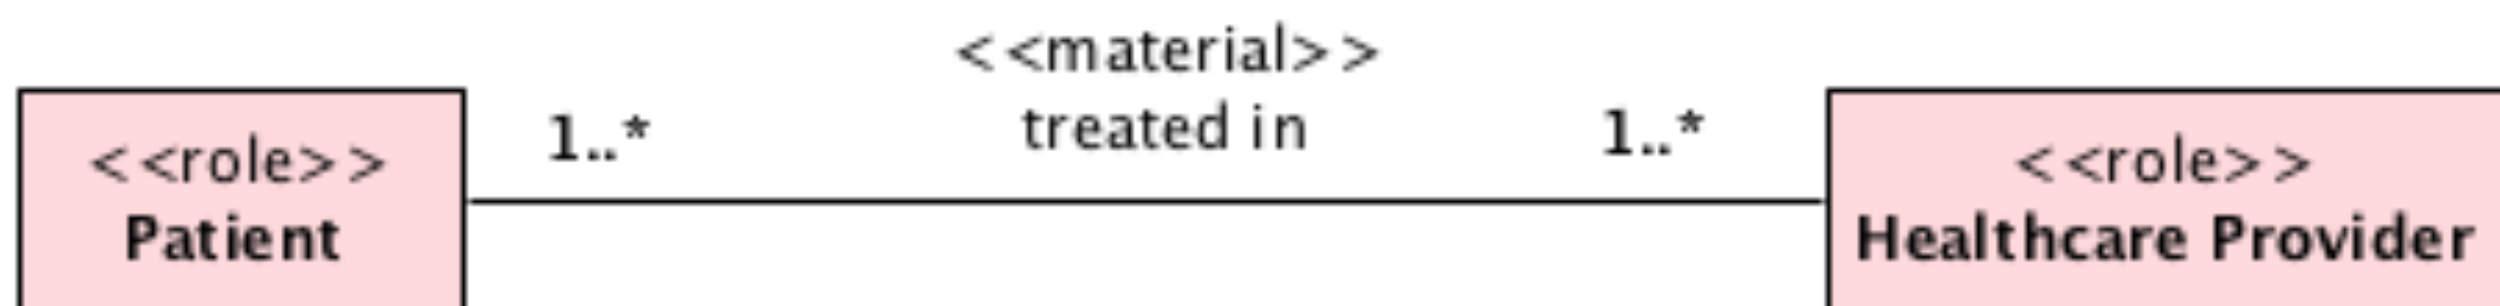 <<material>>
treated in
1..*
1..*
<<role>>
Patient
<<role>>
Healthcare Provider